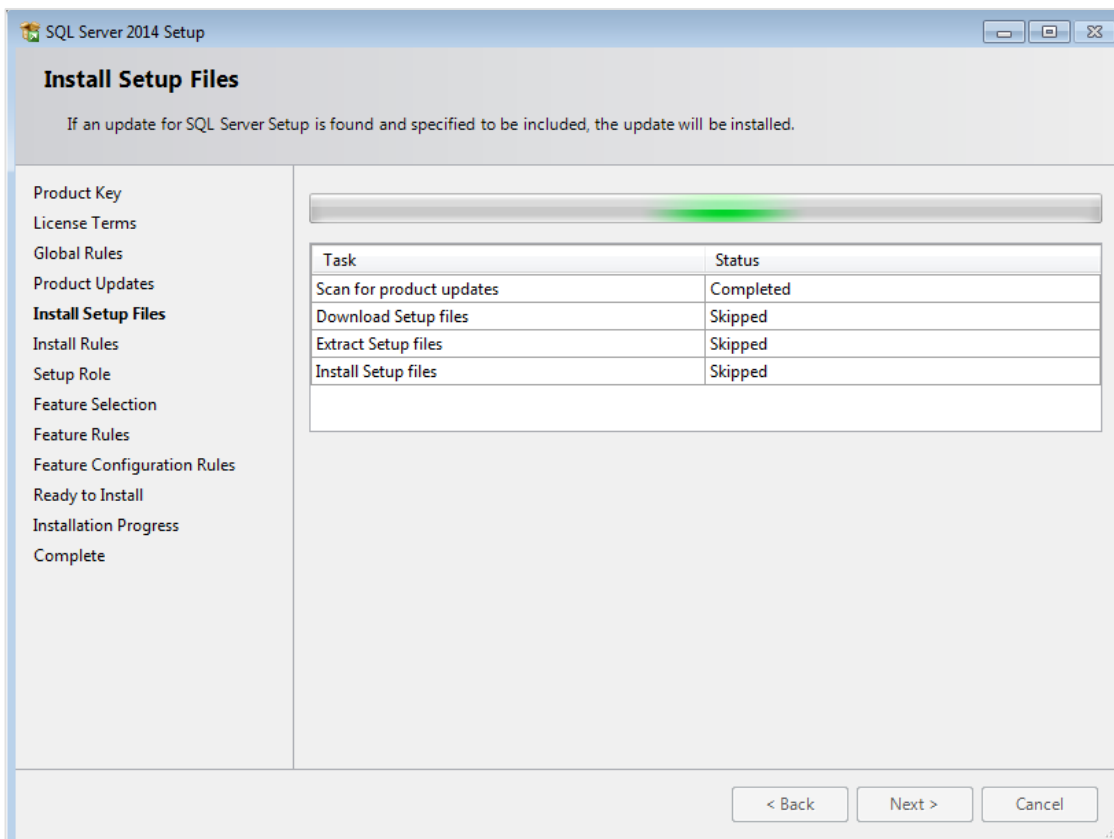 SQL Server 2014 Setup
Install Setup Files
If an update for SQL Server Setup is found and specified to be included, the update will be installed.
Product Key
License Terms
Global Rules
Product Updates
Install Setup Files
Install Rules
Setup Role
Feature Selection
Feature Rules
Feature Configuration Rules
Ready to Install
Installation Progress
Complete
Task Status
Scan for product updates Completed
Download Setup files Skipped
Extract Setup files Skipped
Install Setup files Skipped
< Back Next > Cancel